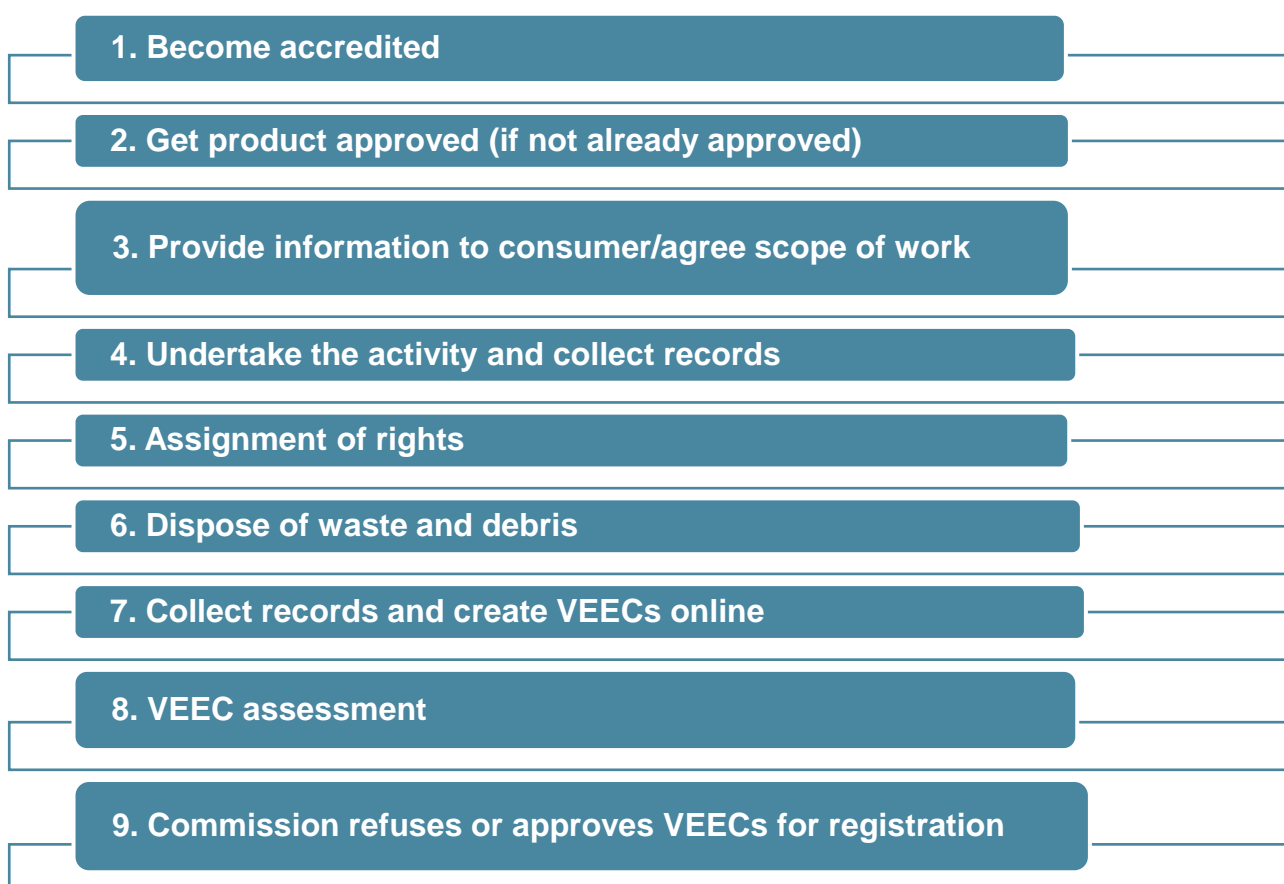 1. Become accredited
2. Get product approved (if not already approved)
3. Provide information to consumer/agree scope of work
4. Undertake the activity and collect records
5. Assignment of rights
6. Dispose of waste and debris
7. Collect records and create VEECs online
8. VEEC assessment
9. Commission refuses or approves VEECs for registration